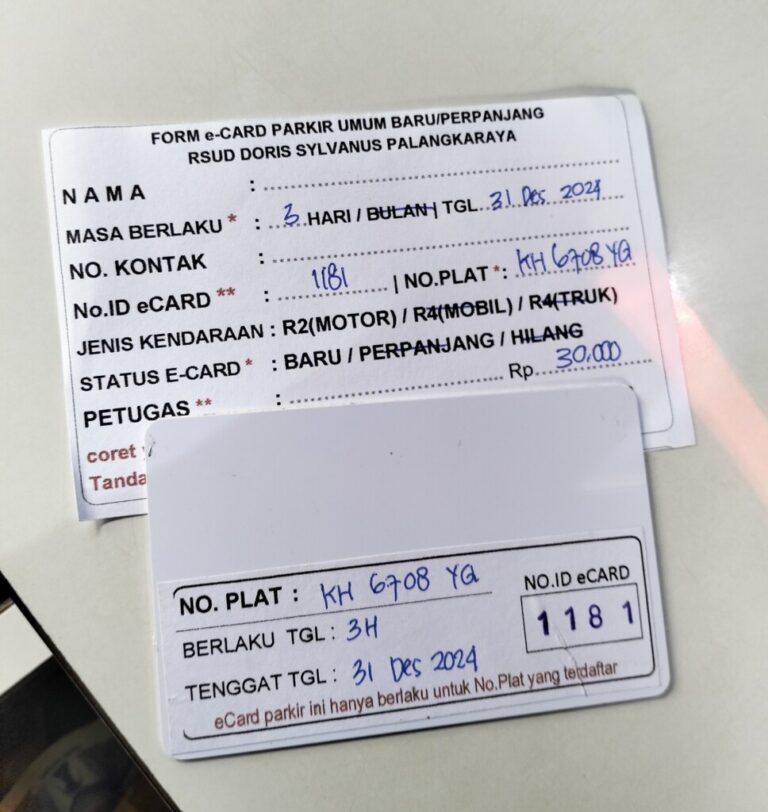 FORM e-CARD PARKIR UMUM BARU/PERPANJANG
RSUD DORIS SYLVANUS PALANGKARAYA
NAMA :
MASA BERLAKU * : 3 HARI / BULAN | TGL 31 Des 2024
NO. KONTAK :
No.ID eCARD ** : 1181 | NO.PLAT *: KH 6708 YQ
JENIS KENDARAAN : R2(MOTOR) / R4(MOBIL) / R4(TRUK)
STATUS E-CARD * : BARU / PERPANJANG / HILANG
PETUGAS ** : Rp. 30.000
coret
Tanda
NO. PLAT : KH 6708 YQ
NO.ID eCARD
1181
BERLAKU TGL : 3H
TENGGAT TGL : 31 Des 2024
eCard parkir ini hanya berlaku untuk No.Plat yang terdaftar